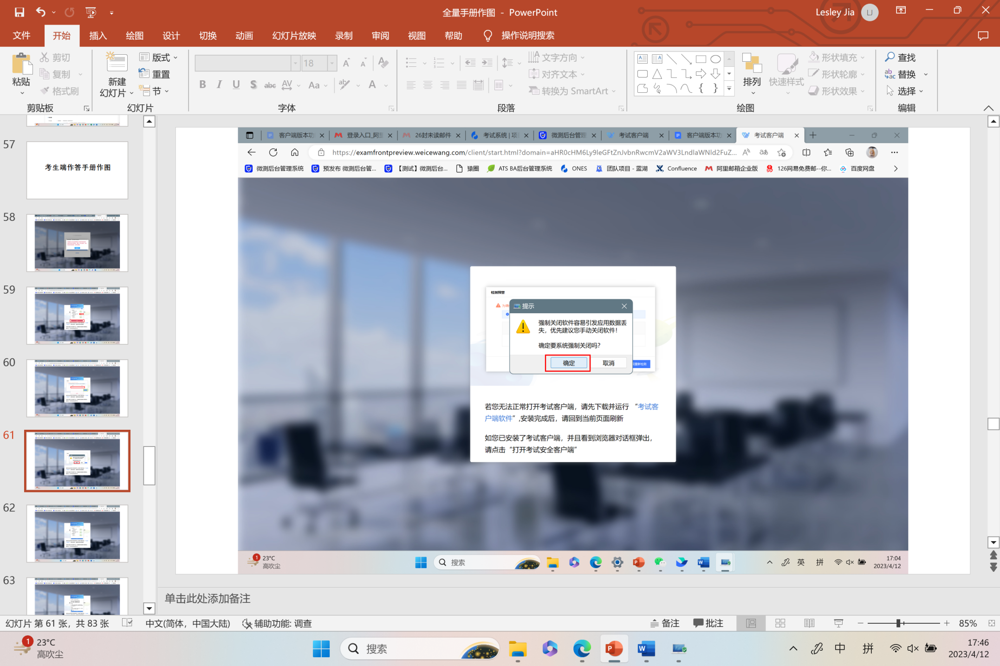 全量手册作图 - PowerPoint
Lesley Jia
LJ
文件 开始 插入 绘图 设计 切换 动画 幻灯片放映 录制 审阅 视图 帮助 操作说明搜索
粘贴 剪切 复制 格式刷
剪贴板
新建 幻灯片 版式 重置 节
幻灯片
18
B I U S abc AV Aa A
字体
文字方向
对齐文本
转换为 SmartArt
段落
排列 快速样式 形状填充 形状轮廓 形状效果
绘图
查找
替换
选择
编辑
57
考生端作答手册作图
58
59
60
61
62
63
客户端版本功 登录入口_阿里 26封未读邮件 考试系统 | 项 微测后台管理 考试客户端 客户端版本功 考试客户端
https://examfrontpreview.weicewang.com/client/start.html?domain=aHR0cHM6Ly9leGFtZnJvbnRwcmV2aWV3LndlaWNld2FuZ...
微测后台管理系统 预发布 微测后台管... 【测试】微测后台... 猿圈 ATS BA后台管理系统 ONES 团队项目 - 蓝湖 Confluence 阿里邮箱企业版 126网易免费邮--你... 百度网盘
检测预警
提示
强制关闭软件容易引发应用数据丢
失，优先建议您手动关闭软件！
确定要系统强制关闭吗？
确定 取消
若您无法正常打开考试客户端，请先下载并运行 “考试客
户端软件”,安装完成后，请回到当前页面刷新
如您已安装了考试客户端，并且看到浏览器对话框弹出，
请点击“打开考试安全客户端”
1 23°C
高吹尘
搜索
英 拼
17:04
2023/4/12
单击此处添加备注
幻灯片 第 61 张，共 83 张 中文(简体，中国大陆) 辅助功能: 调查 备注 批注 85%
1 23°C
高吹尘
搜索
中 拼
17:46
2023/4/12